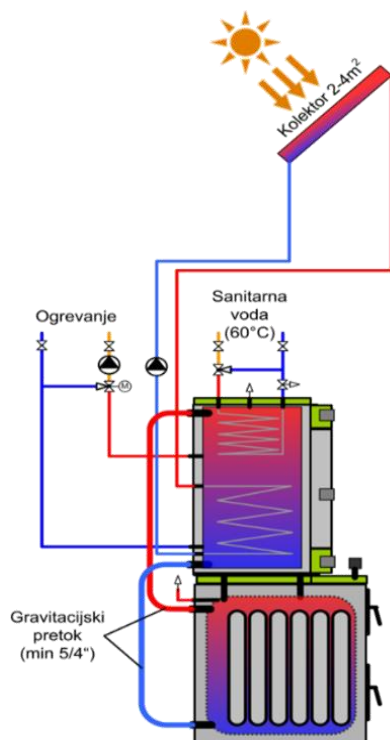 Kolektor 2-4m²
Ogrevanje
Sanitarna
voda
(60°C)
M
Gravitacijski
pretok
(min 5/4")